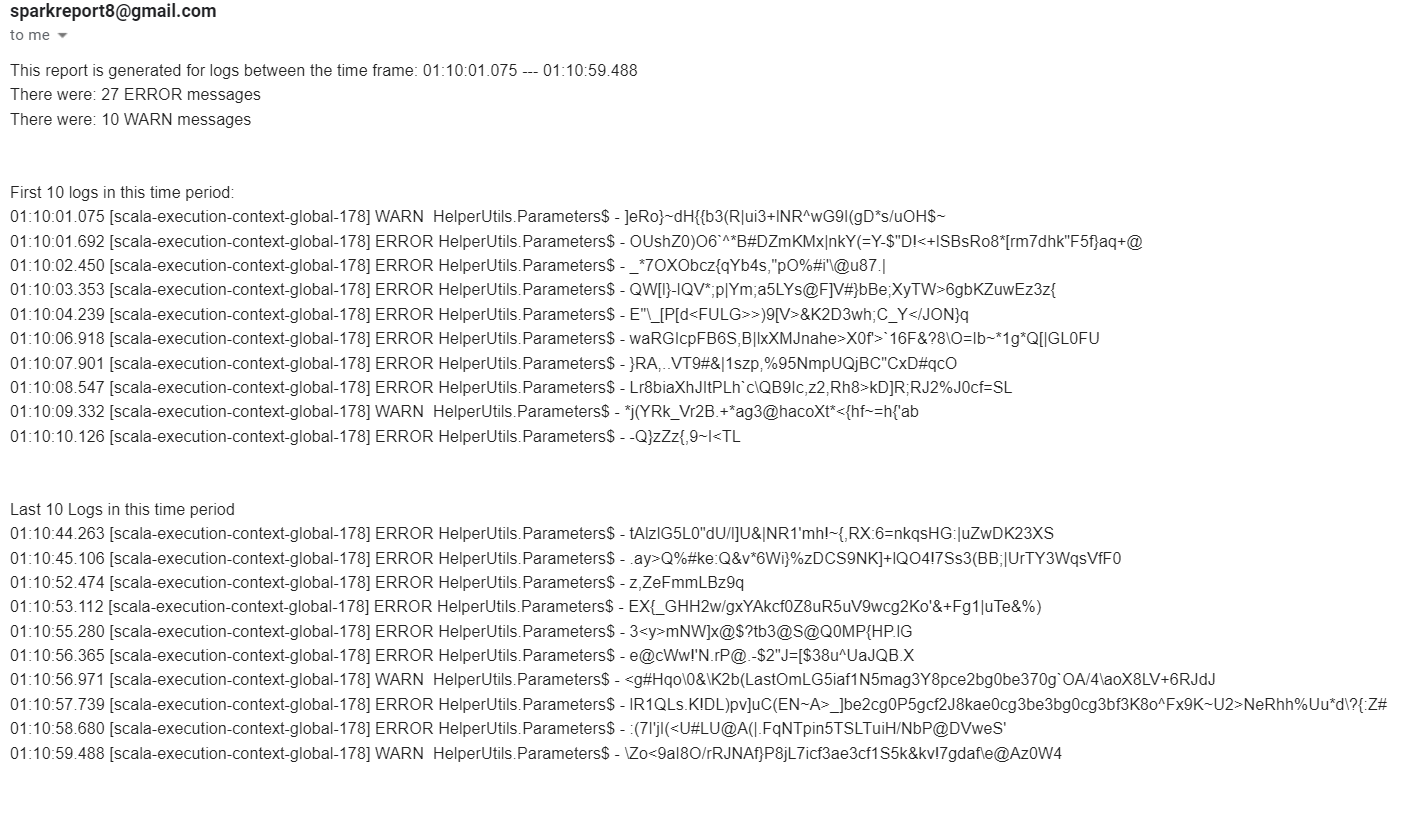 sparkreport8@gmail.com
to me
This report is generated for logs between the time frame: 01:10:01.075 --- 01:10:59.488
There were: 27 ERROR messages
There were: 10 WARN messages
First 10 logs in this time period:
01:10:01.075 [scala-execution-context-global-178] WARN  HelperUtils.Parameters$ - ]eRo}~dH{{b3(R|ui3+INR^wG9I(gD*s/uOH$~
01:10:01.692 [scala-execution-context-global-178] ERROR HelperUtils.Parameters$ - OUshZ0)O6`^*B#DZmKMx|nkY(=Y-$"D!<+lSBsRo8*[rm7dhk"F5f}aq+@
01:10:02.450 [scala-execution-context-global-178] ERROR HelperUtils.Parameters$ - _*7OXObcz{qYb4s,"pO%#i'\@u87.|
01:10:03.353 [scala-execution-context-global-178] ERROR HelperUtils.Parameters$ - QW[l}-IQV*;p|Ym;a5LYs@F]V#}bBe;XyTW>6gbKZuwEz3z{
01:10:04.239 [scala-execution-context-global-178] ERROR HelperUtils.Parameters$ - E"\_[P[d<FULG>>)9[V>&K2D3wh;C_Y</JON}q
01:10:06.918 [scala-execution-context-global-178] ERROR HelperUtils.Parameters$ - waRGIcpFB6S,B|IxXMJnahe>X0f'>`16F&?8\O=Ib~*1g*Q[|GL0FU
01:10:07.901 [scala-execution-context-global-178] ERROR HelperUtils.Parameters$ - }RA,..VT9#&|1szp,%95NmpUQjBC"CxD#qcO
01:10:08.547 [scala-execution-context-global-178] ERROR HelperUtils.Parameters$ - Lr8biaXhJItPLh`c\QB9Ic,z2,Rh8>kD]R;RJ2%J0cf=SL
01:10:09.332 [scala-execution-context-global-178] WARN  HelperUtils.Parameters$ - *j(YRk_Vr2B.+*ag3@hacoXt*<{hf~=h{'ab
01:10:10.126 [scala-execution-context-global-178] ERROR HelperUtils.Parameters$ - -Q}zZz{,9~I<TL
Last 10 Logs in this time period
01:10:44.263 [scala-execution-context-global-178] ERROR HelperUtils.Parameters$ - tAIzIG5L0"dU/l]U&|NR1'mh!~{,RX:6=nkqsHG:|uZwDK23XS
01:10:45.106 [scala-execution-context-global-178] ERROR HelperUtils.Parameters$ - .ay>Q%#ke:Q&v*6Wi}%zDCS9NK]+IQO4!7Ss3(BB;|UrTY3WqsVfF0
01:10:52.474 [scala-execution-context-global-178] ERROR HelperUtils.Parameters$ - z,ZeFmmLBz9q
01:10:53.112 [scala-execution-context-global-178] ERROR HelperUtils.Parameters$ - EX{_GHH2w/gxYAkcf0Z8uR5uV9wcg2Ko'&+Fg1|uTe&%)
01:10:55.280 [scala-execution-context-global-178] ERROR HelperUtils.Parameters$ - 3<y>mNW]x@$?tb3@S@Q0MP{HP.IG
01:10:56.365 [scala-execution-context-global-178] ERROR HelperUtils.Parameters$ - e@cWw!'N.rP@.-$2"J=[$38u^UaJQB.X
01:10:56.971 [scala-execution-context-global-178] WARN  HelperUtils.Parameters$ - <g#Hqo\0&\K2b(LastOmLG5iaf1N5mag3Y8pce2bg0be370g`OA/4\aoX8LV+6RJdJ
01:10:57.739 [scala-execution-context-global-178] ERROR HelperUtils.Parameters$ - IR1QLs.K!DL)pv]uC(EN~A>_]be2cg0P5gcf2J8kae0cg3be3bg0cg3bf3K8o^Fx9K~U2>NeRhh%Uu*d\?{:Z#
01:10:58.680 [scala-execution-context-global-178] ERROR HelperUtils.Parameters$ - :(7l'jI(<U#LU@A(|.FqNTpin5TSLTuiH/NbP@DVweS'
01:10:59.488 [scala-execution-context-global-178] WARN  HelperUtils.Parameters$ - \Zo<9aI8O/rRJNAf}P8jL7icf3ae3cf1S5k&kv!7gdaf\e@Az0W4